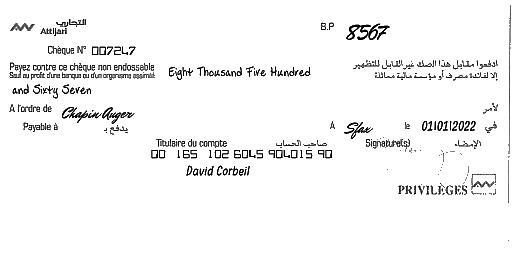 التجاري
Attijari
B.P 8567
Chèque N° 007247
Payez contre ce chèque non endossable
Sauf au profit d'une banque ou d'un organisme assimilé
Eight Thousand Five Hundred
ادفعوا مقابل هذا الصك غير القابل للتظهير
إلا لفائدة مصرف أو مؤسسة مالية مماثلة
and Sixty Seven
A l'ordre de Chapin Auger لأمر
Payable à يدفع بـ
A Sfax le 01/01/2022 في
Titulaire du compte صاحب الحساب
Signature(s) الإمضاء
00 165 102 6045 904015 90
David Corbeil
PRIVILÈGES